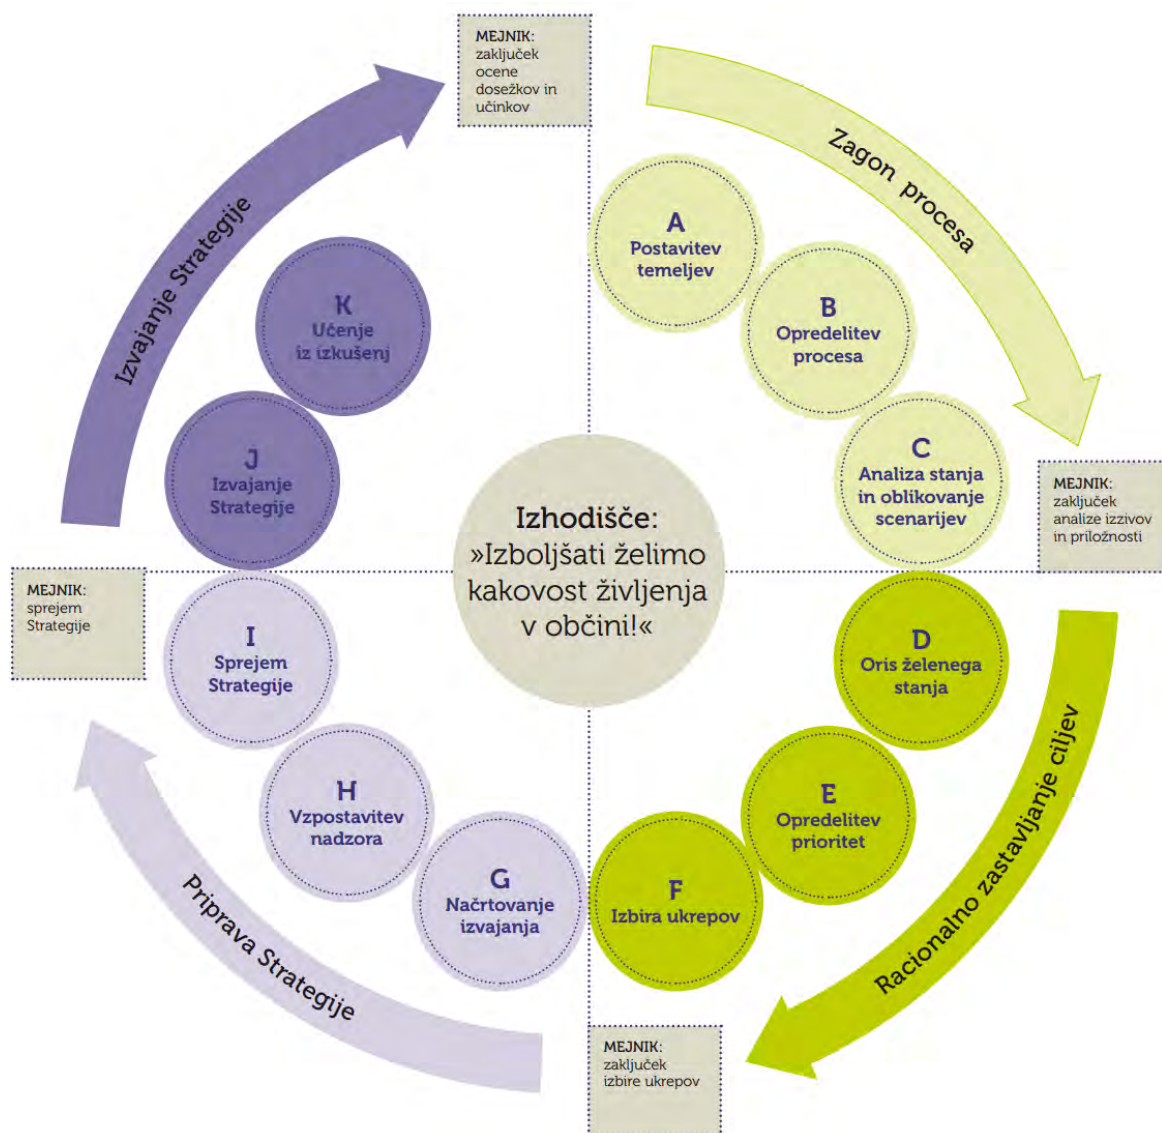 MEJNIK:
zaključek
ocene
dosežkov in
učinkov
Zagon procesa
A
Postavitev
temeljev
B
Opredelitev
procesa
C
Analiza stanja
in oblikovanje
scenarijev
MEJNIK:
zaključek
analize izzivov
in priložnosti
Racionalno zastavljanje ciljev
D
Oris želenega
stanja
E
Opredelitev
prioritet
F
Izbira ukrepov
MEJNIK:
zaključek
izbire ukrepov
Priprava Strategije
G
Načrtovanje
izvajanja
H
Vzpostavitev
nadzora
I
Sprejem
Strategije
MEJNIK:
sprejem
Strategije
Izvajanje Strategije
J
Izvajanje
Strategije
K
Učenje
iz izkušenj
Izhodišče:
»Izboljšati želimo
kakovost življenja
v občini!«